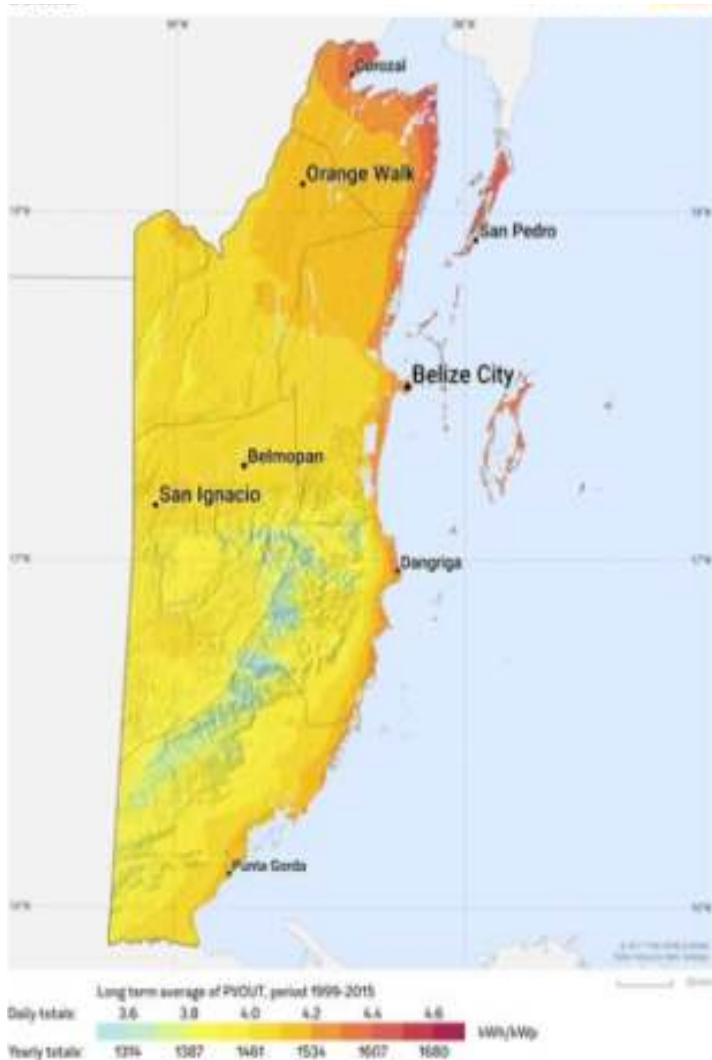 Corozal
Orange Walk
San Pedro
Belize City
Belmopan
San Ignacio
Dangriga
Punta Gorda
Long term average of PVOUT, period 1999-2015
Daily totals: 3.6 3.8 4.0 4.2 4.4 4.6
kWh/kWp
Yearly totals: 1314 1387 1461 1534 1607 1680